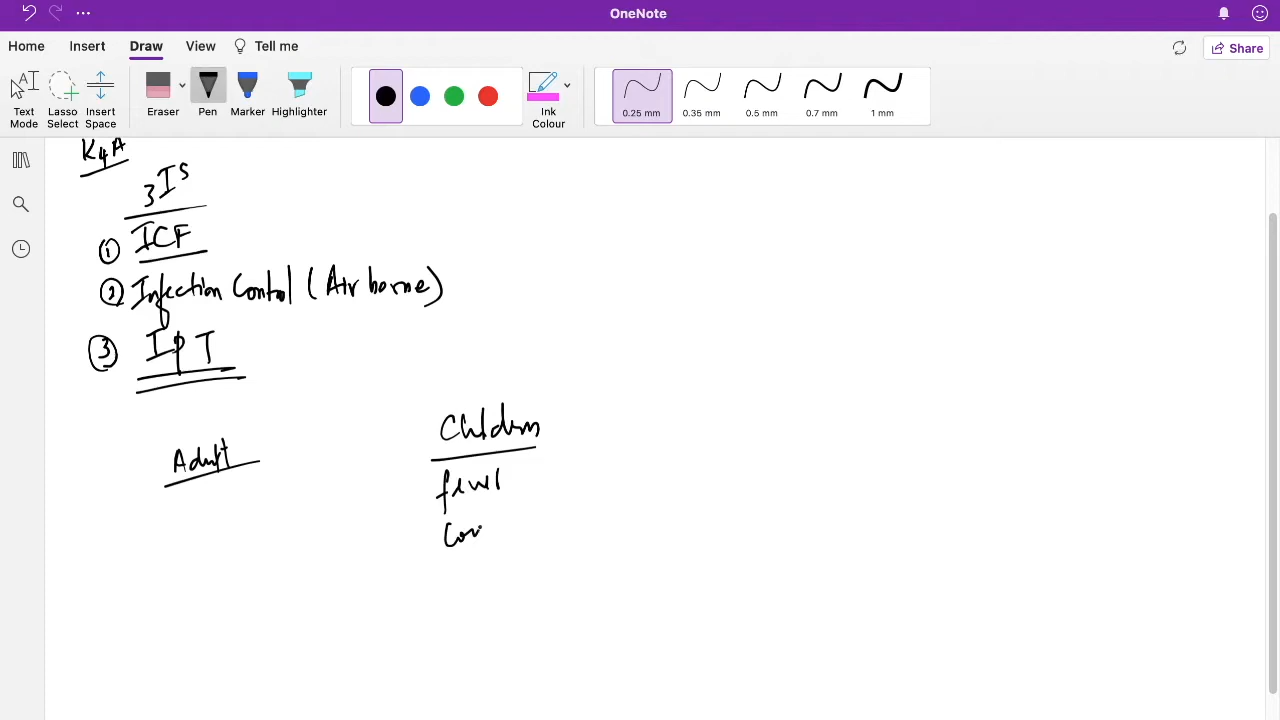 OneNote
Home Insert Draw View Tell me
Share
Text Mode
Lasso Select
Insert Space
Eraser
Pen
Marker
Highlighter
Ink Colour
0.25 mm
0.35 mm
0.5 mm
0.7 mm
1 mm
3 I s
① ICF
② Infection Control (Air borne)
③ IPT
Adult
Children
fever
Cou